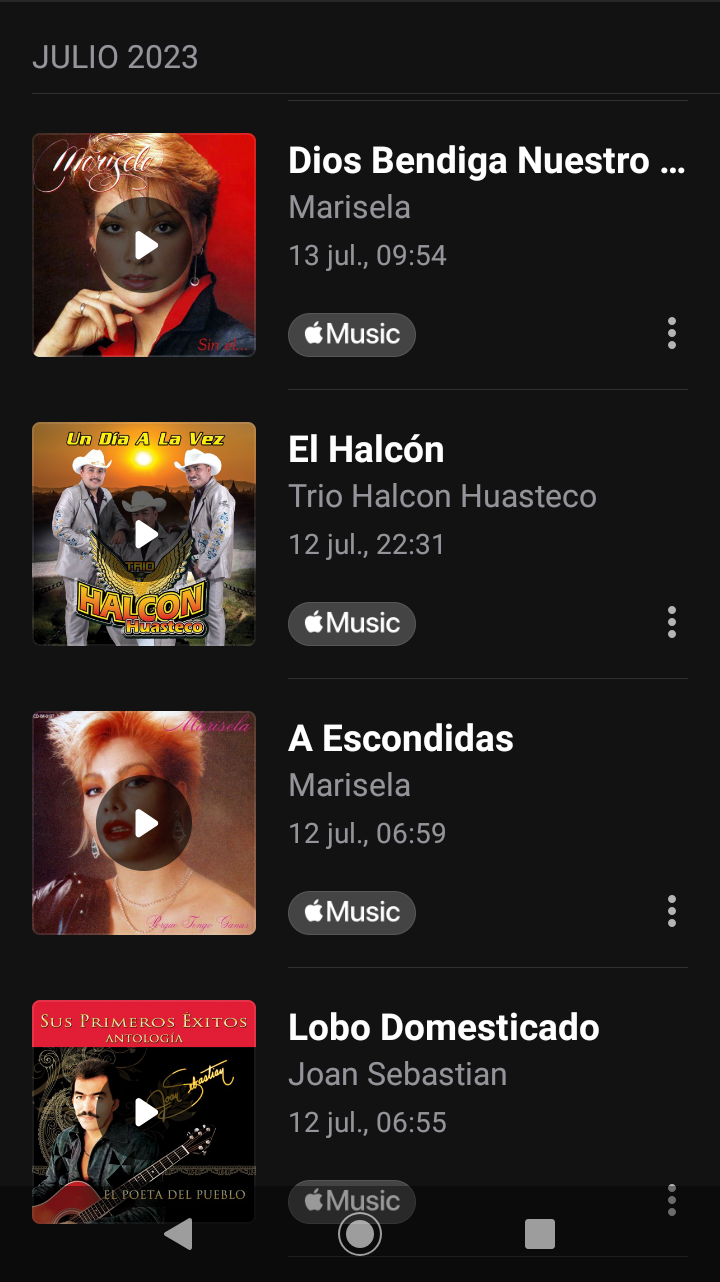 JULIO 2023
Marisela
Sin él...
Dios Bendiga Nuestro ...
Marisela
13 jul., 09:54
Music
Un Día A La Vez
TRIO
HALCON
Huasteco
El Halcón
Trio Halcon Huasteco
12 jul., 22:31
Music
Marisela
Porque Tengo Ganas
A Escondidas
Marisela
12 jul., 06:59
Music
SUS PRIMEROS ÉXITOS
ANTOLOGÍA
Joan Sebastian
EL POETA DEL PUEBLO
Lobo Domesticado
Joan Sebastian
12 jul., 06:55
Music